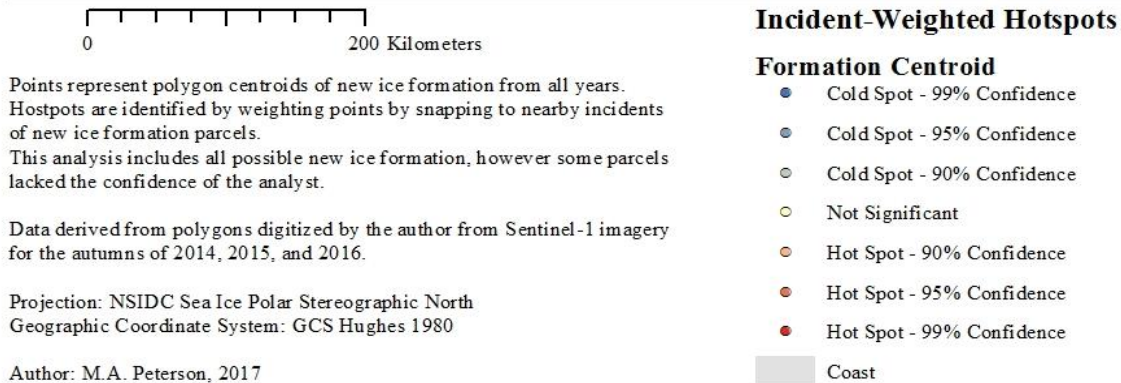 0 200 Kilometers
Points represent polygon centroids of new ice formation from all years.
Hostpots are identified by weighting points by snapping to nearby incidents
of new ice formation parcels.
This analysis includes all possible new ice formation, however some parcels
lacked the confidence of the analyst.
Data derived from polygons digitized by the author from Sentinel-1 imagery
for the autumns of 2014, 2015, and 2016.
Projection: NSIDC Sea Ice Polar Stereographic North
Geographic Coordinate System: GCS Hughes 1980
Author: M.A. Peterson, 2017
Incident-Weighted Hotspots
Formation Centroid
Cold Spot - 99% Confidence
Cold Spot - 95% Confidence
Cold Spot - 90% Confidence
Not Significant
Hot Spot - 90% Confidence
Hot Spot - 95% Confidence
Hot Spot - 99% Confidence
Coast